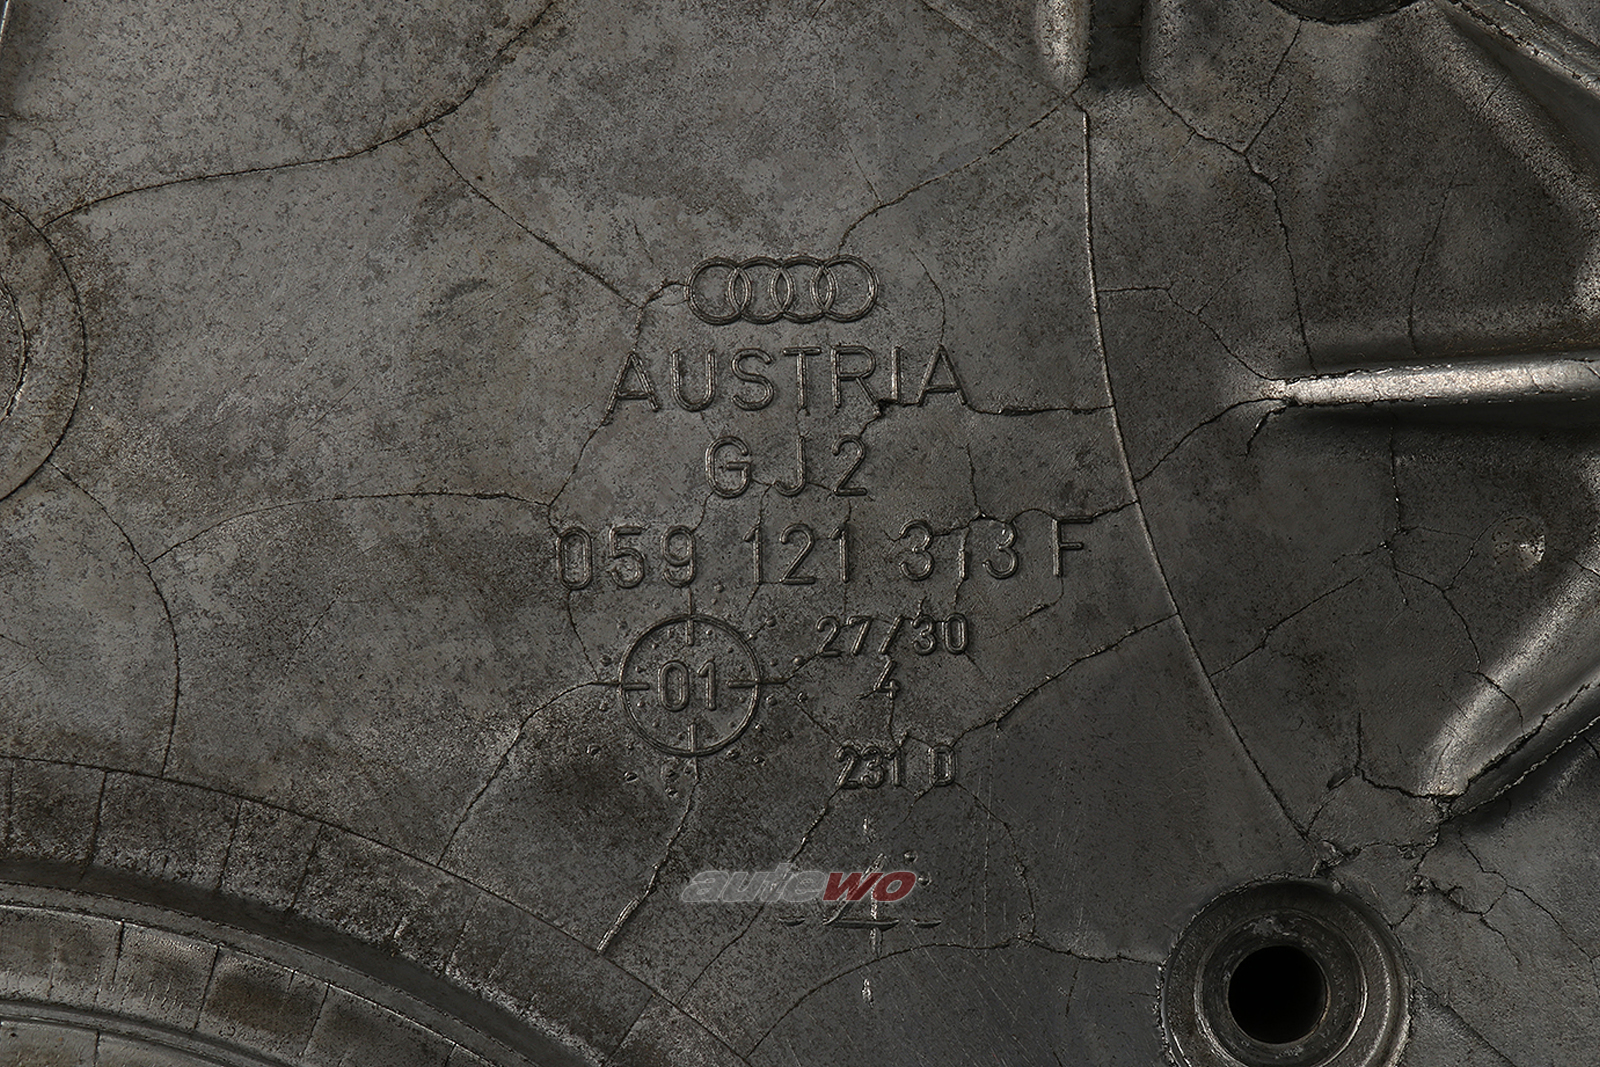 AUSTRIA
GJ2
059 121 313 F
27/30
01
4
231 D
autewo